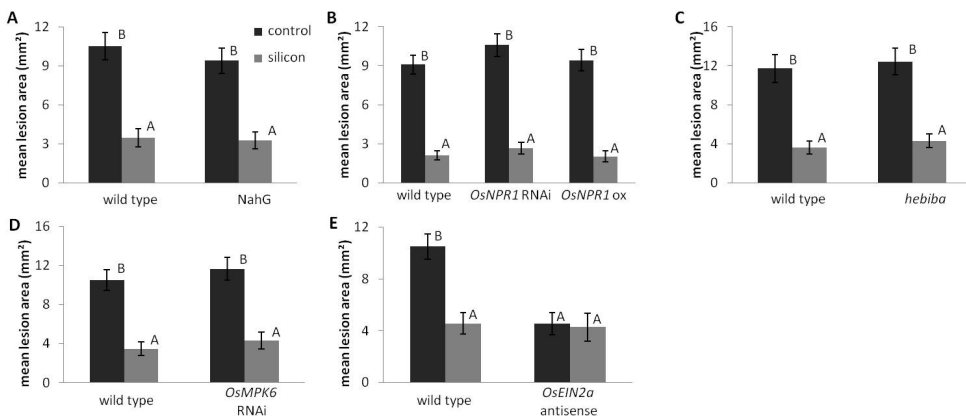 A
mean lesion area (mm²)
12
9
6
3
0
B
A
B
A
control
silicon
wild type
NahG
B
mean lesion area (mm²)
12
9
6
3
0
B
A
B
A
B
A
wild type
OsNPR1 RNAi
OsNPR1 ox
C
mean lesion area (mm²)
16
12
8
4
0
B
A
B
A
wild type
hebiba
D
mean lesion area (mm²)
16
12
8
4
0
B
A
B
A
wild type
OsMPK6
RNAi
E
mean lesion area (mm²)
12
8
4
0
B
A
A
A
wild type
OsEIN2a
antisense